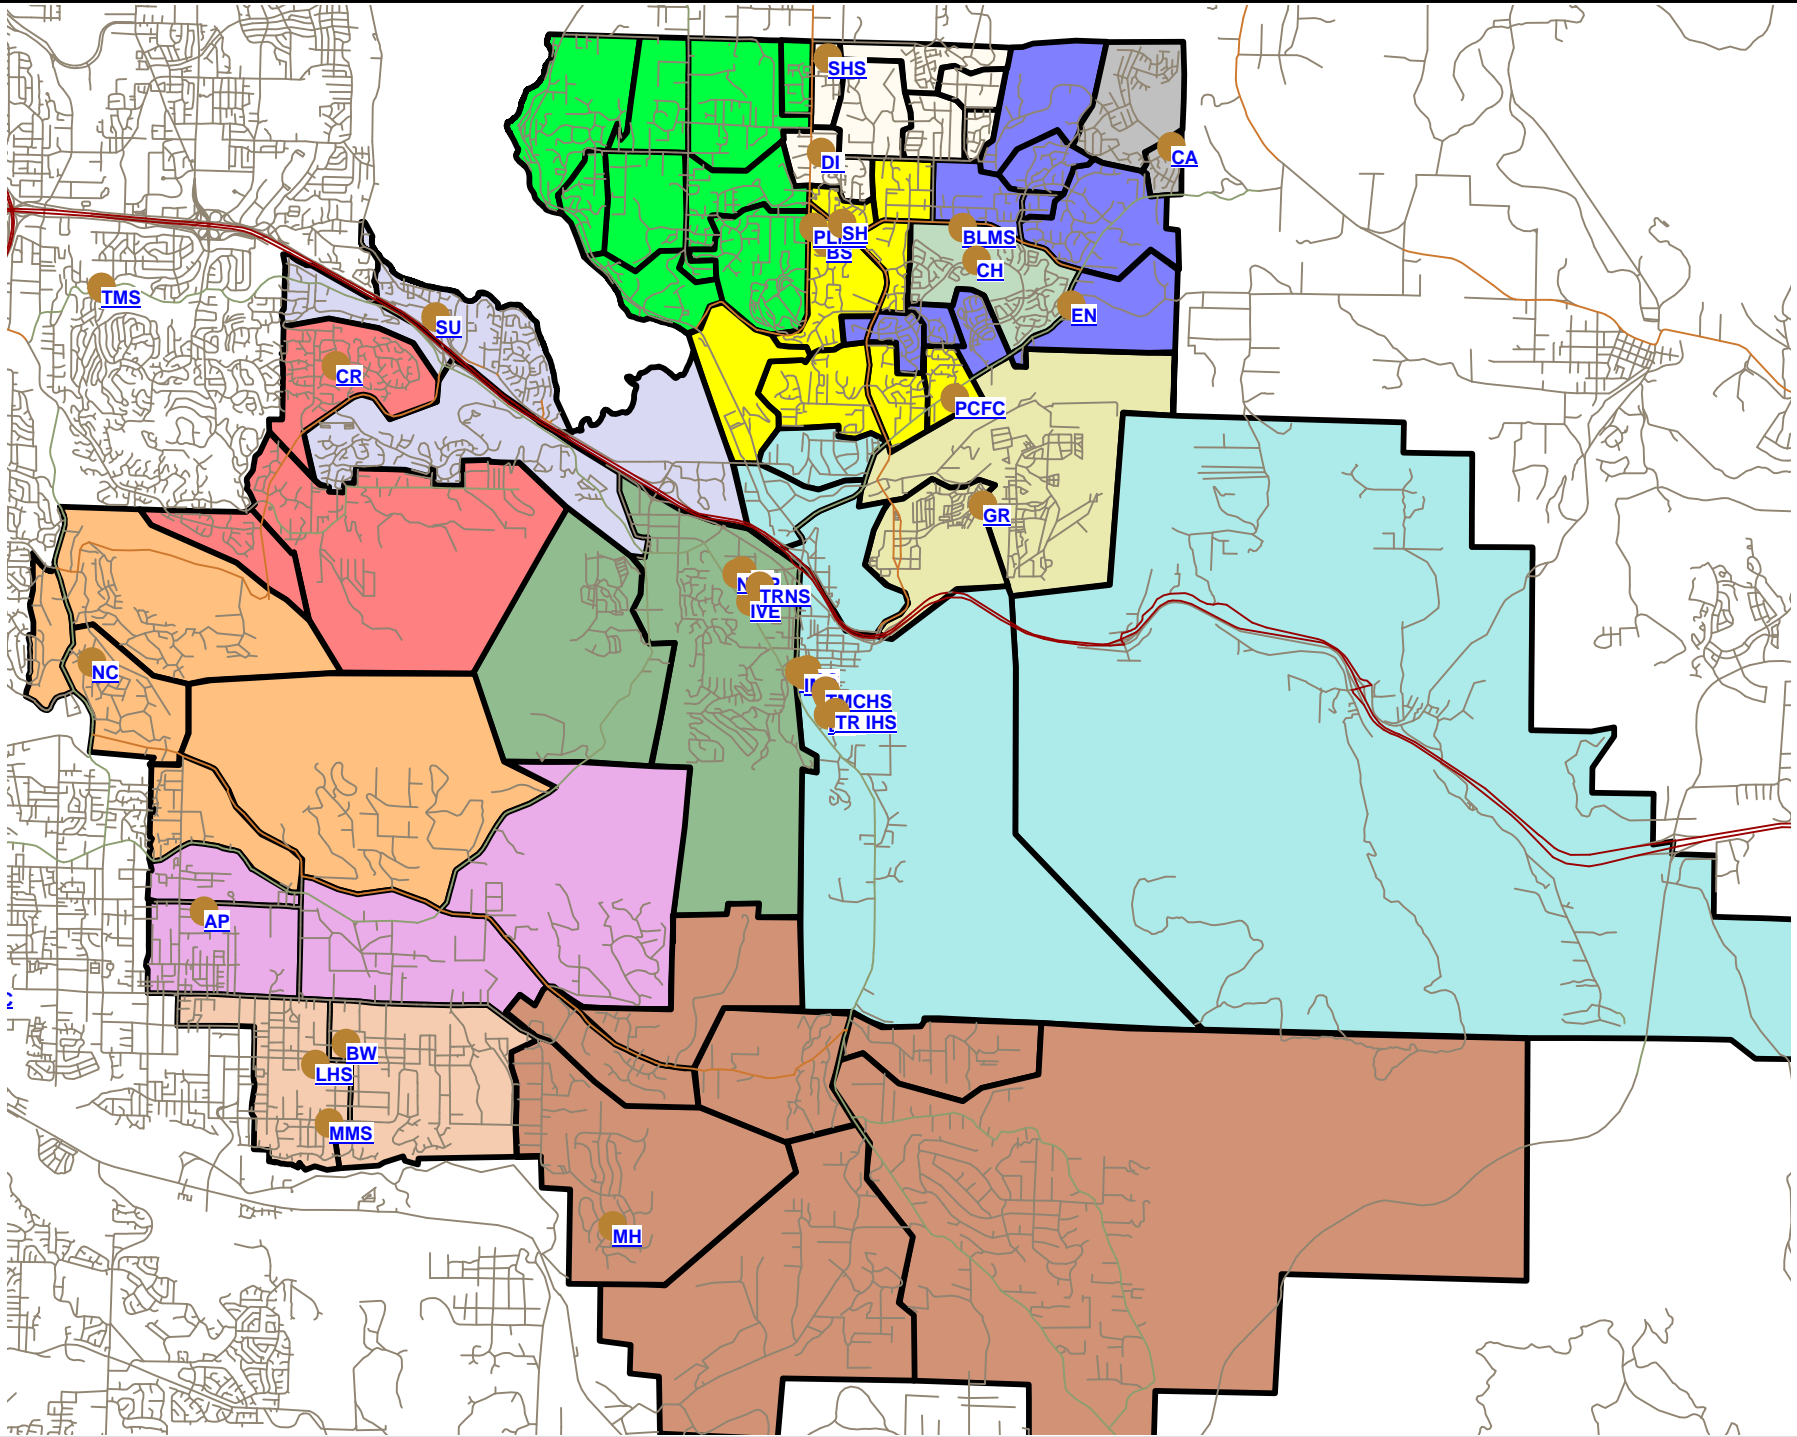 SHS
DI
CA
SH
BS
BLMS
CH
EN
TMS
SU
CR
PCFC
GR
TRNS
IVE
NC
TMCHS
TR IHS
AP
BW
LHS
MMS
MH